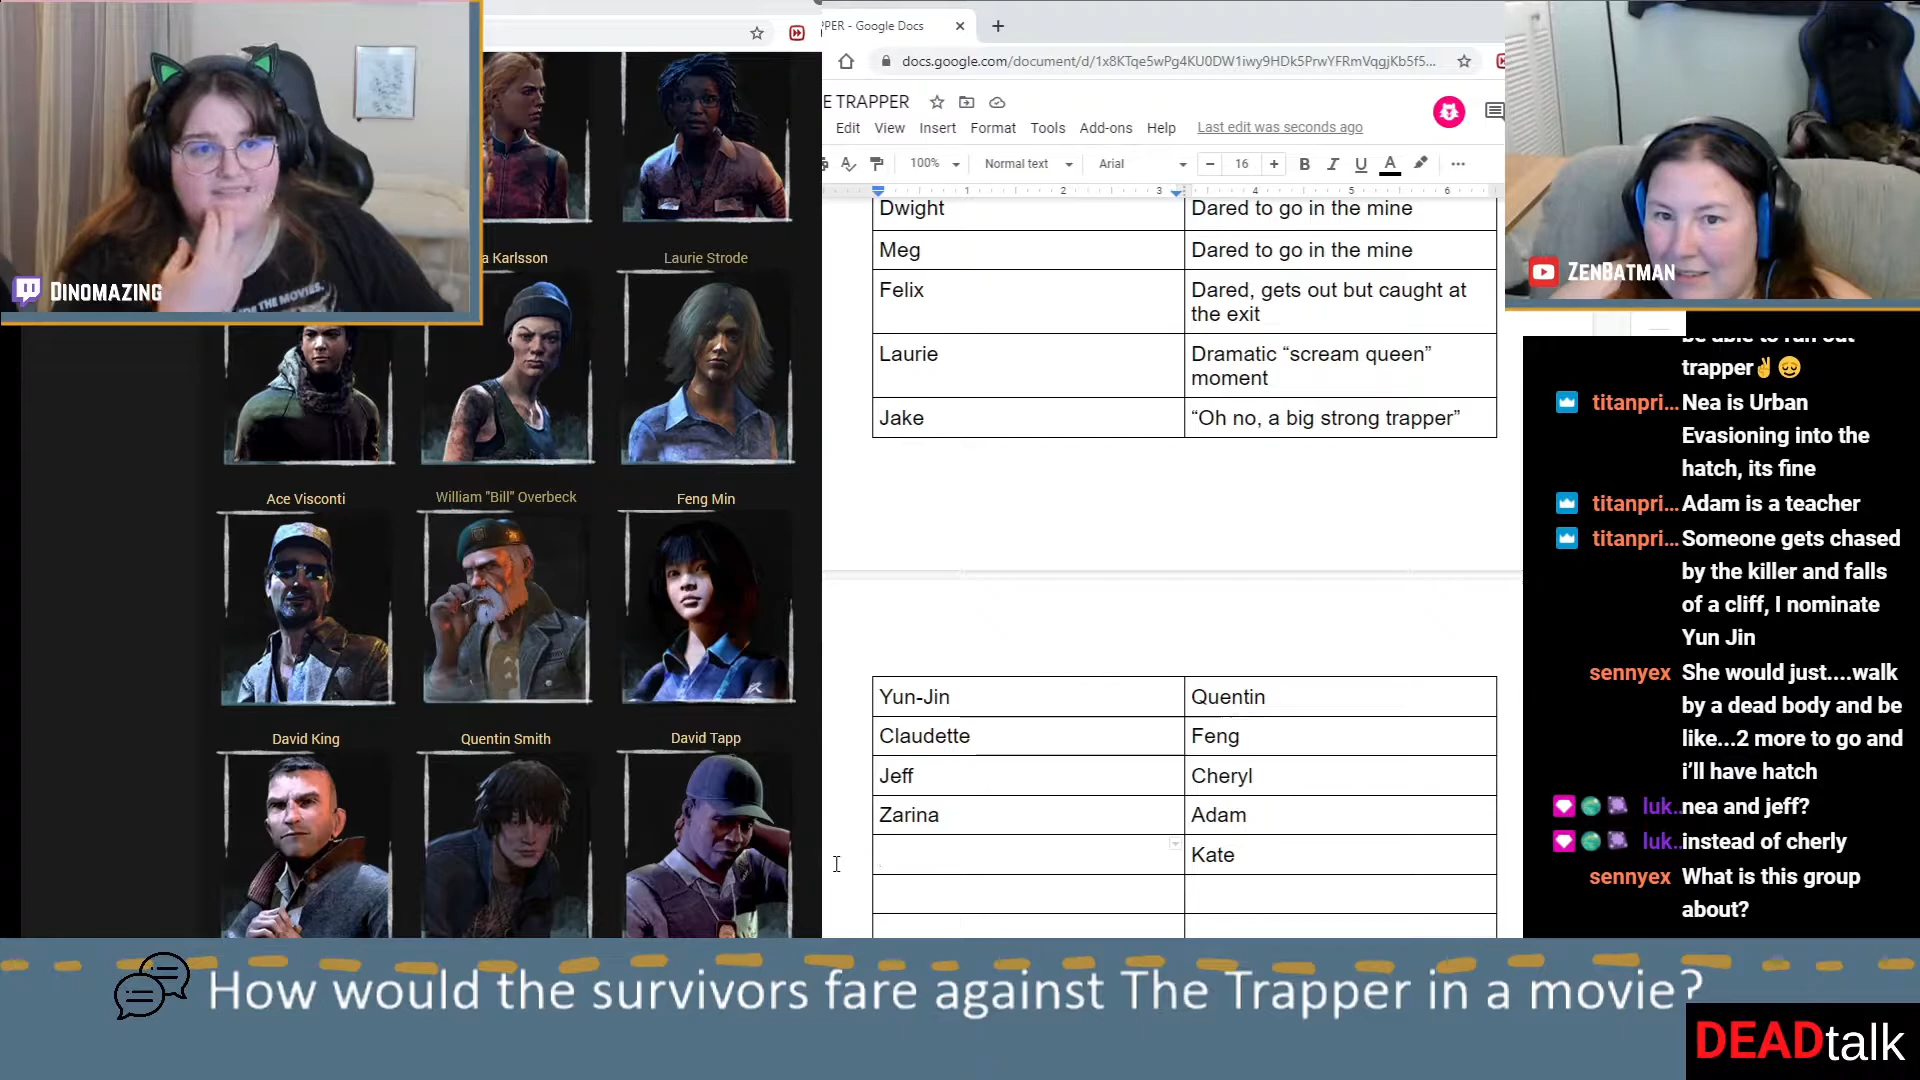 PPER - Google Docs
docs.google.com/document/d/1x8KTqe5wPg4KU0DW1iwy9HDk5PrwYFRmVqgjKb5f5...
E TRAPPER
Edit View Insert Format Tools Add-ons Help Last edit was seconds ago
100% Normal text Arial 16 B I U A
1 2 3 4 5 6
DINOMAZING
ZENBATMAN
a Karlsson Laurie Strode
Ace Visconti William "Bill" Overbeck Feng Min
David King Quentin Smith David Tapp
Dwight Dared to go in the mine
Meg Dared to go in the mine
Felix Dared, gets out but caught at
the exit
Laurie Dramatic “scream queen”
moment
Jake “Oh no, a big strong trapper”
Yun-Jin Quentin
Claudette Feng
Jeff Cheryl
Zarina Adam
Kate
trapper✌😌
titanpri... Nea is Urban
Evasioning into the
hatch, its fine
titanpri... Adam is a teacher
titanpri... Someone gets chased
by the killer and falls
of a cliff, I nominate
Yun Jin
sennyex She would just....walk
by a dead body and be
like...2 more to go and
i’ll have hatch
luk.. nea and jeff?
luk.. instead of cherly
sennyex What is this group
about?
How would the survivors fare against The Trapper in a movie?
DEADtalk